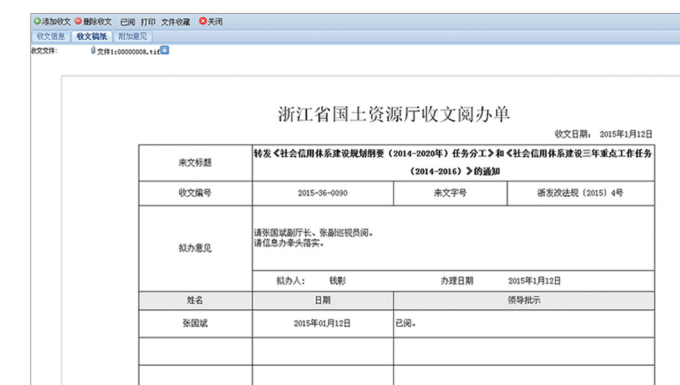 添加收文 删除收文 已阅 打印 文件收藏 关闭
收文信息 收文稿纸 附加意见
收文文件: 文件1:00000008.tif
浙江省国土资源厅收文阅办单
收文日期: 2015年1月12日
来文标题 转发《社会信用体系建设规划纲要（2014-2020年）任务分工》和《社会信用体系建设三年重点工作任务
（2014-2016）》的通知
收文编号 2015-36-0090 来文字号 浙发改法规〔2015〕4号
拟办意见
请张国斌副厅长、张副巡视员阅。
请信息办牵头落实。
拟办人: 钱影 办理日期 2015年1月12日
姓名 日期 领导批示
张国斌 2015年01月12日 已阅。